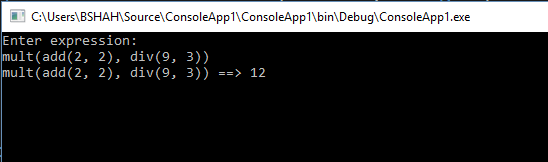 C:\Users\BSHAH\Source\ConsoleApp1\ConsoleApp1\bin\Debug\ConsoleApp1.exe
Enter expression:
mult(add(2, 2), div(9, 3))
mult(add(2, 2), div(9, 3)) ==> 12